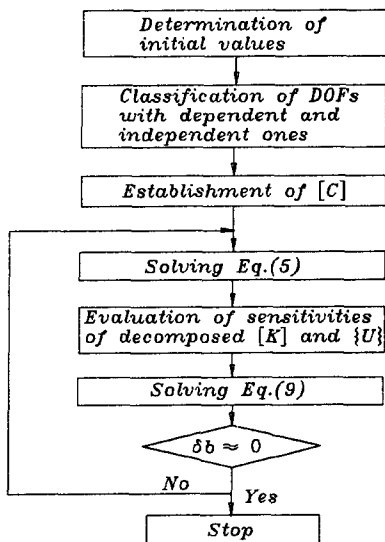 Determination of
initial values
Classification of DOFs
with dependent and
independent ones
Establishment of [C]
Solving Eq.(5)
Evaluation of sensitivities
of decomposed [K] and {U}
Solving Eq.(9)
δb ≈ 0
No
Yes
Stop